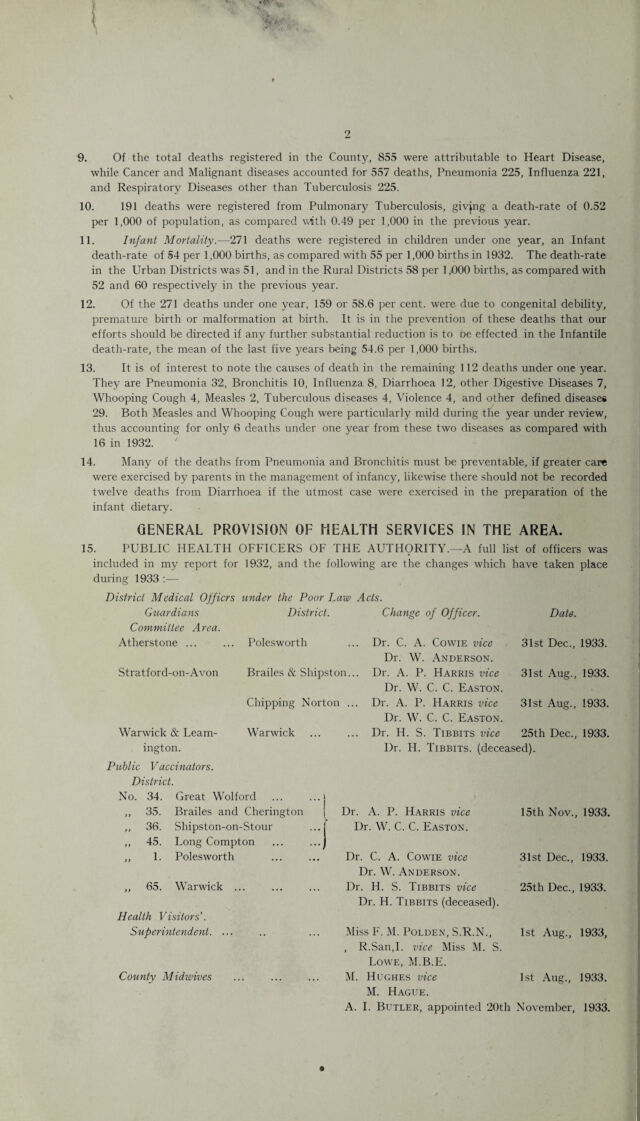 2
9. Of the total deaths registered in the County, 855 were attributable to Heart Disease,
while Cancer and Malignant diseases accounted for 557 deaths, Pneumonia 225, Influenza 221,
and Respiratory Diseases other than Tuberculosis 225.
10. 191 deaths were registered from Pulmonary Tuberculosis, giving a death-rate of 0.52
per 1,000 of population, as compared with 0.49 per 1,000 in the previous year.
11. Infant Mortality.—271 deaths were registered in children under one year, an Infant
death-rate of 54 per 1,000 births, as compared with 55 per 1,000 births in 1932. The death-rate
in the Urban Districts was 51, and in the Rural Districts 58 per 1,000 births, as compared with
52 and 60 respectively in the previous year.
12. Of the 271 deaths under one year, 159 or 58.6 per cent. were due to congenital debility,
premature birth or malformation at birth. It is in the prevention of these deaths that our
efforts should be directed if any further substantial reduction is to be effected in the Infantile
death-rate, the mean of the last five years being 54.6 per 1,000 births.
13. It is of interest to note the causes of death in the remaining 112 deaths under one year.
They are Pneumonia 32, Bronchitis 10, Influenza 8, Diarrhoea 12, other Digestive Diseases 7,
Whooping Cough 4, Measles 2, Tuberculous diseases 4, Violence 4, and other defined diseases
29. Both Measles and Whooping Cough were particularly mild during the year under review,
thus accounting for only 6 deaths under one year from these two diseases as compared with
16 in 1932.
14. Many of the deaths from Pneumonia and Bronchitis must be preventable, if greater care
were exercised by parents in the management of infancy, likewise there should not be recorded
twelve deaths from Diarrhoea if the utmost case were exercised in the preparation of the
infant dietary.
GENERAL PROVISION OF HEALTH SERVICES IN THE AREA.
15. PUBLIC HEALTH OFFICERS OF THE AUTHORITY.—A full list of officers was
included in my report for 1932, and the following are the changes which have taken place
during 1933 :—
District Medical Officrs under the Poor Law Acts.
Guardians District. Change of Officer. Date.
Committee Area.
Atherstone ... ... Polesworth ... Dr. C. A. Cowie vice 31st Dec., 1933.
Dr. W. Anderson.
Stratford-on-Avon Brailes & Shipston... Dr. A. P. Harris vice 31st Aug., 1933.
Dr. W. C. C. Easton.
Chipping Norton ... Dr. A. P. Harris vice 31st Aug., 1933.
Dr. W. C. C. Easton.
Warwick & Leam- Warwick ... ... Dr. H. S. Tibbits vice 25th Dec., 1933.
ington. Dr. H. Tibbits. (deceased).
Public Vaccinators.
District.
No. 34. Great Wolford ... ...
„ 35. Brailes and Cherington Dr. A. P. Harris vice 15th Nov., 1933.
„ 36. Shipston-on-Stour ... Dr. W. C. C. Easton.
„ 45. Long Compton ... ...
„ 1. Polesworth ... ... Dr. C. A. Cowie vice 31st Dec., 1933.
Dr. W. Anderson.
„ 65. Warwick ... ... ... Dr. H. S. Tibbits vice 25th Dec., 1933.
Dr. H. Tibbits (deceased).
Health Visitors'.
Superintendent. ... .. ... Miss F. M. Polden, S.R.N., 1st Aug., 1933,
, R.San,I. vice Miss M. S.
Lowe, M.B.E.
County Midwives ... ... ... M. Hughes vice 1st Aug., 1933.
M. Hague.
A. I. Butler, appointed 20th November, 1933.